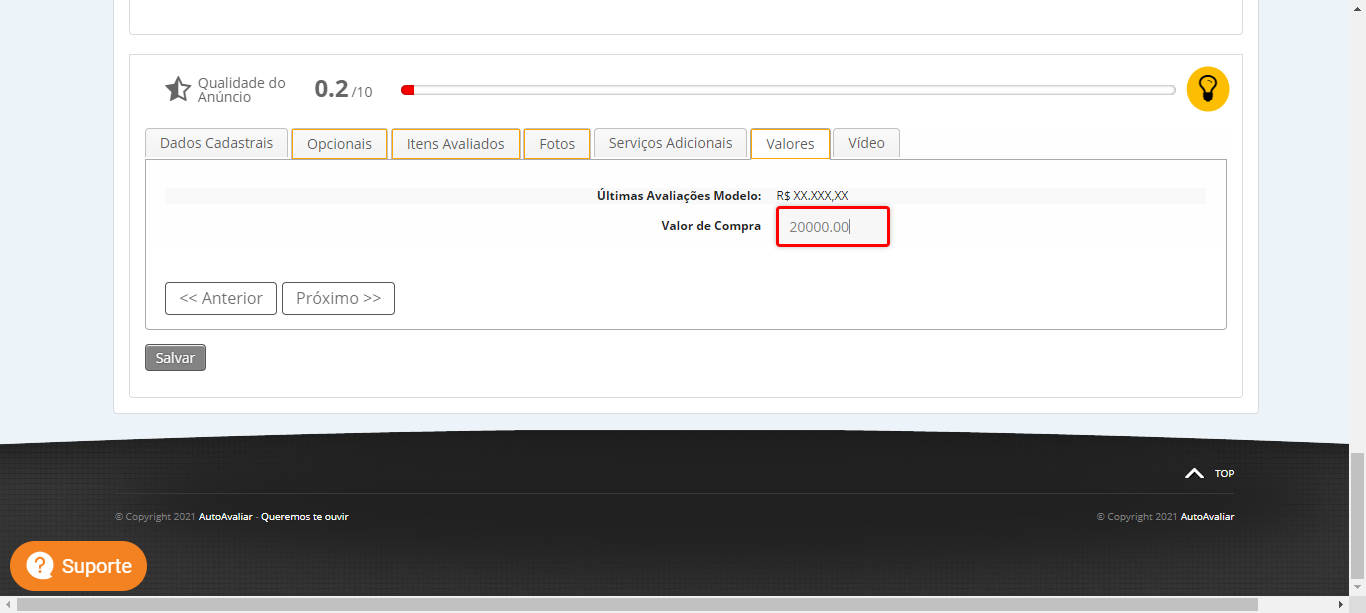 Qualidade do
Anúncio
0.2 /10
Dados Cadastrais Opcionais Itens Avaliados Fotos Serviços Adicionais Valores Vídeo
Últimas Avaliações Modelo: R$ XX.XXX,XX
Valor de Compra 20000.00
<< Anterior Próximo >>
Salvar
TOP
© Copyright 2021 AutoAvaliar - Queremos te ouvir © Copyright 2021 AutoAvaliar
? Suporte